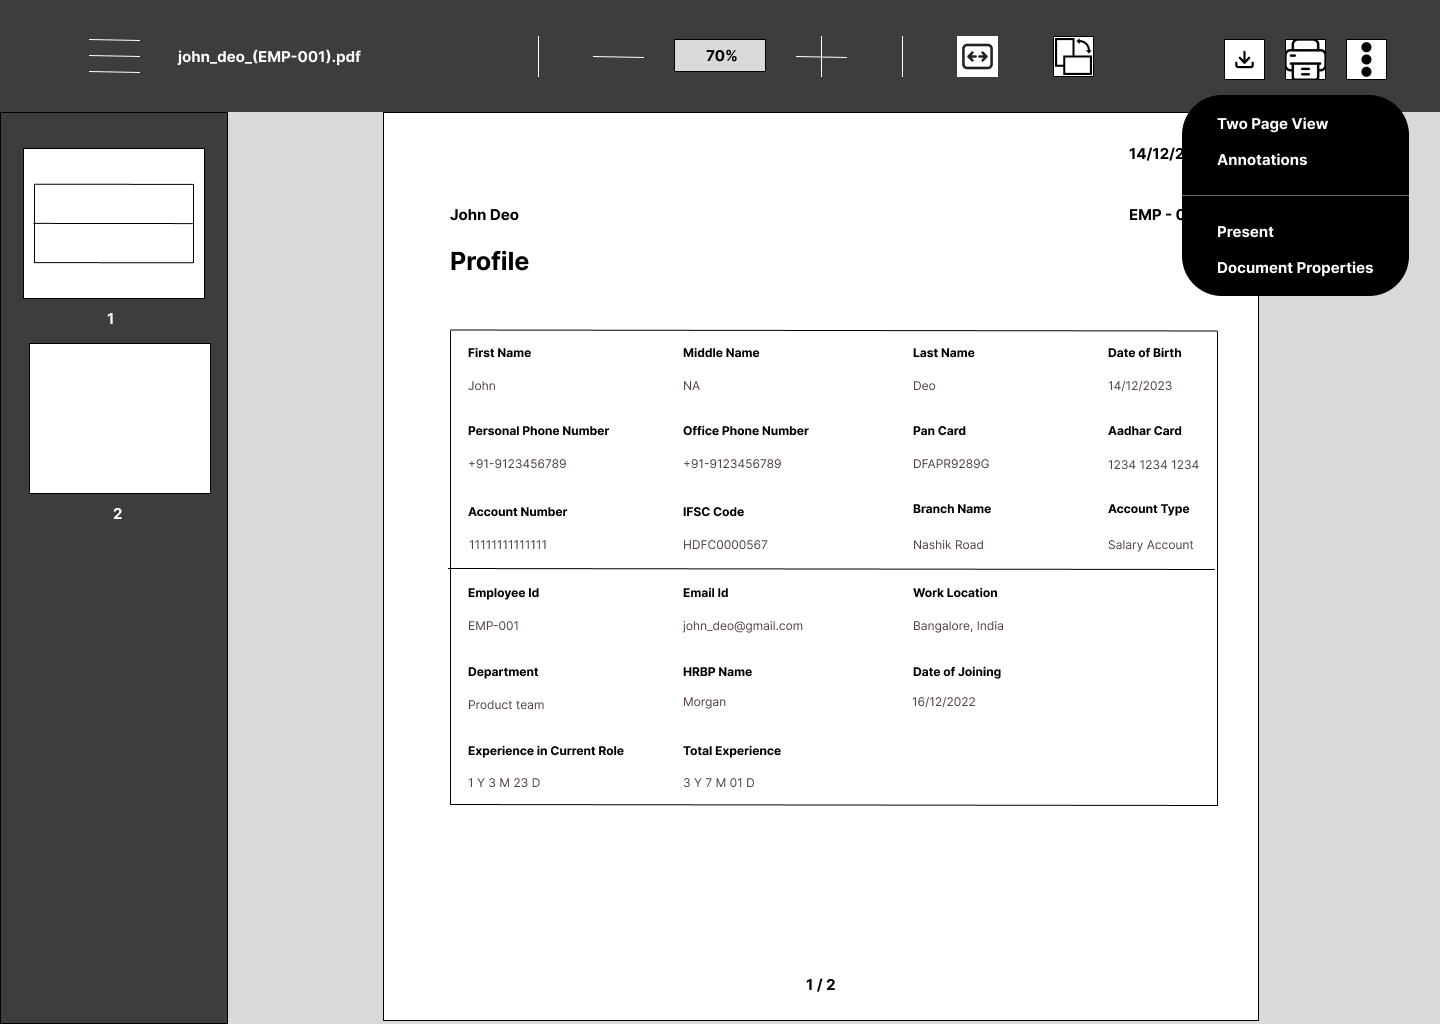 john_deo_(EMP-001).pdf
70%
Two Page View
Annotations
Present
Document Properties
1
2
14/12/2
John Deo
EMP - 0
Profile
First Name Middle Name Last Name Date of Birth
John NA Deo 14/12/2023
Personal Phone Number Office Phone Number Pan Card Aadhar Card
+91-9123456789 +91-9123456789 DFAPR9289G 1234 1234 1234
Account Number IFSC Code Branch Name Account Type
11111111111111 HDFC0000567 Nashik Road Salary Account
Employee Id Email Id Work Location
EMP-001 john_deo@gmail.com Bangalore, India
Department HRBP Name Date of Joining
Product team Morgan 16/12/2022
Experience in Current Role Total Experience
1 Y 3 M 23 D 3 Y 7 M 01 D
1 / 2